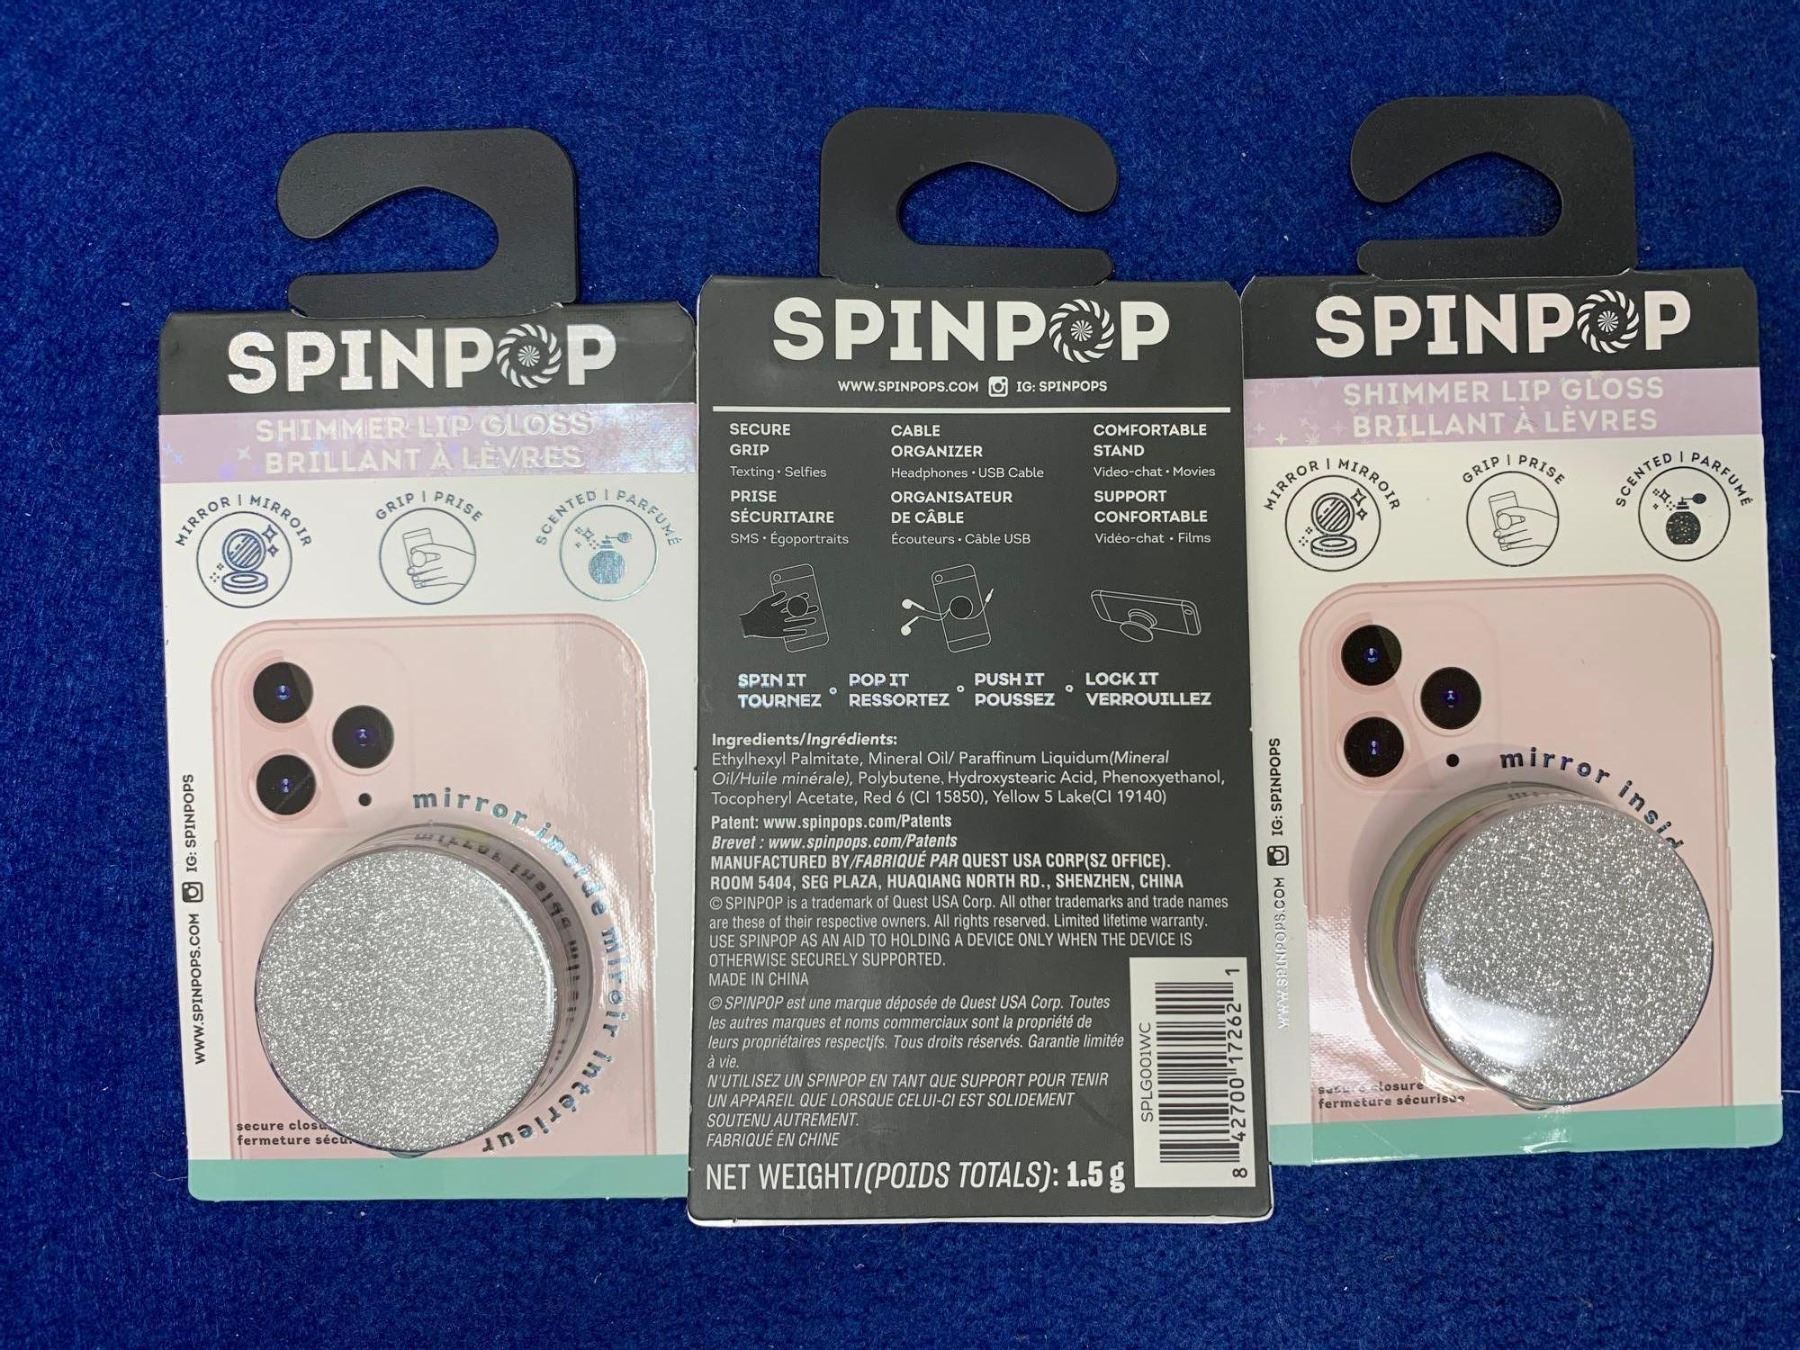 SPINPOP
SHIMMER LIP GLOSS
BRILLANT À LÈVRES
MIRROR | MIRROIR
GRIP | PRISE
SCENTED | PARFUMÉ
mirror inside miroir intérieur
WWW.SPINPOPS.COM IG: SPINPOPS
secure closu
fermeture sécu
SPINPOP
WWW.SPINPOPS.COM IG: SPINPOPS
SECURE
GRIP
Texting • Selfies
PRISE
SÉCURITAIRE
SMS • Égoportraits
CABLE
ORGANIZER
Headphones • USB Cable
ORGANISATEUR
DE CÂBLE
Écouteurs • Câble USB
COMFORTABLE
STAND
Video-chat • Movies
SUPPORT
CONFORTABLE
Vidéo-chat • Films
SPIN IT
TOURNEZ
POP IT
RESSORTEZ
PUSH IT
POUSSEZ
LOCK IT
VERROUILLEZ
Ingredients/Ingrédients:
Ethylhexyl Palmitate, Mineral Oil/ Paraffinum Liquidum(Mineral
Oil/Huile minérale), Polybutene, Hydroxystearic Acid, Phenoxyethanol,
Tocopheryl Acetate, Red 6 (CI 15850), Yellow 5 Lake(CI 19140)
Patent: www.spinpops.com/Patents
Brevet : www.spinpops.com/Patents
MANUFACTURED BY/FABRIQUÉ PAR QUEST USA CORP(SZ OFFICE).
ROOM 5404, SEG PLAZA, HUAQIANG NORTH RD., SHENZHEN, CHINA
© SPINPOP is a trademark of Quest USA Corp. All other trademarks and trade names
are these of their respective owners. All rights reserved. Limited lifetime warranty.
USE SPINPOP AS AN AID TO HOLDING A DEVICE ONLY WHEN THE DEVICE IS
OTHERWISE SECURELY SUPPORTED.
MADE IN CHINA
© SPINPOP est une marque déposée de Quest USA Corp. Toutes
les autres marques et noms commerciaux sont la propriété de
leurs propriétaires respectjfs. Tous droits réservés. Garantie limitée
à vie.
N'UTILISEZ UN SPINPOP EN TANT QUE SUPPORT POUR TENIR
UN APPAREIL QUE LORSQUE CELUI-CI EST SOLIDEMENT
SOUTENU AUTREMENT.
FABRIQUÉ EN CHINE
NET WEIGHT/(POIDS TOTALS): 1.5 g
SPLG001WC
8 42700 17262 1
SPINPOP
SHIMMER LIP GLOSS
BRILLANT À LÈVRES
MIRROR | MIRROIR
GRIP | PRISE
SCENTED | PARFUMÉ
mirror insid
WWW.SPINPOPS.COM IG: SPINPOPS
closure
fermeture sécurisée